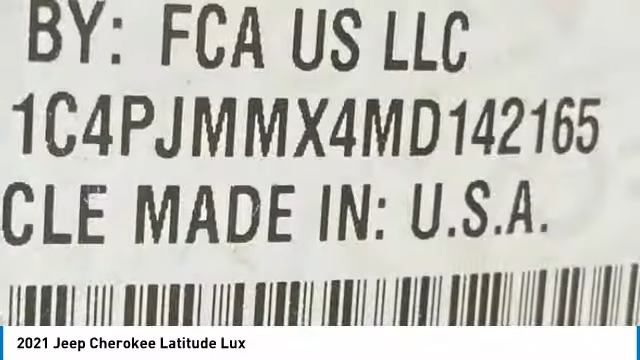 BY: FCA US LLC
1C4PJMMX4MD142165
CLE MADE IN: U.S.A.
2021 Jeep Cherokee Latitude Lux